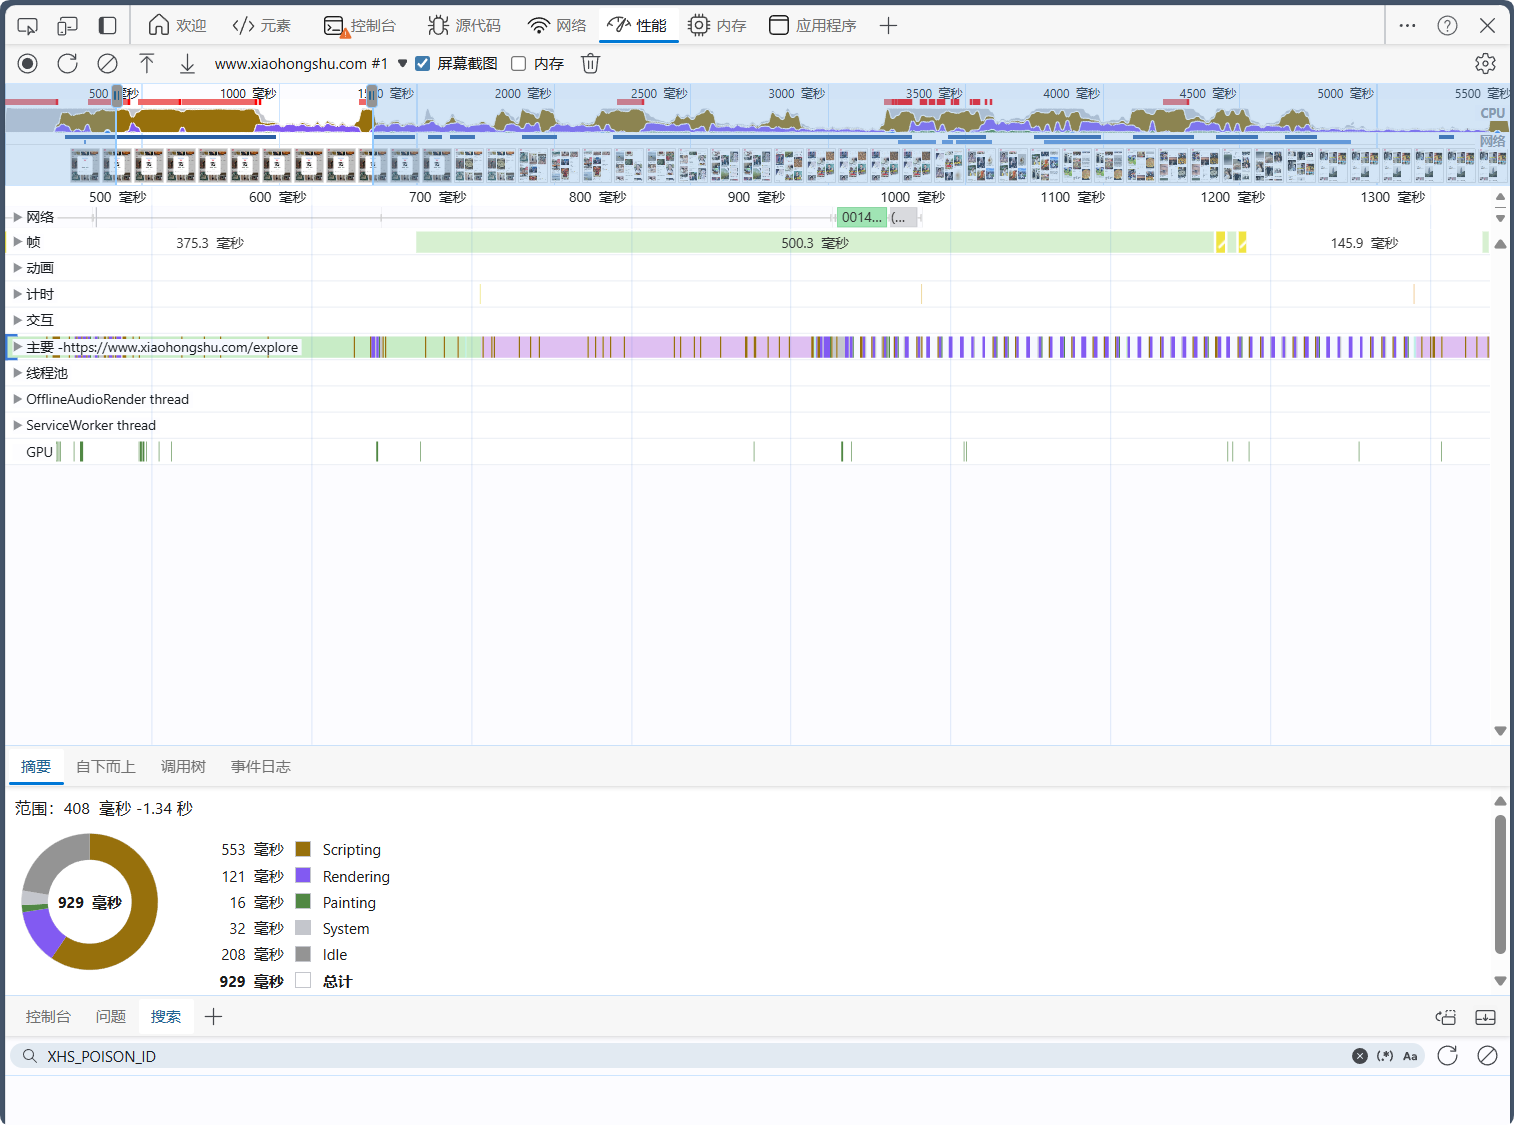 欢迎 元素 控制台 源代码 网络 性能 内存 应用程序
www.xiaohongshu.com #1 屏幕截图 内存
500 毫秒 1000 毫秒 1500 毫秒 2000 毫秒 2500 毫秒 3000 毫秒 3500 毫秒 4000 毫秒 4500 毫秒 5000 毫秒 5500 毫秒
CPU
网络
500 毫秒 600 毫秒 700 毫秒 800 毫秒 900 毫秒 1000 毫秒 1100 毫秒 1200 毫秒 1300 毫秒
网络 0014... (...
帧 375.3 毫秒 500.3 毫秒 145.9 毫秒
动画
计时
交互
主要 -https://www.xiaohongshu.com/explore
线程池
OfflineAudioRender thread
ServiceWorker thread
GPU
摘要 自下而上 调用树 事件日志
范围：408 毫秒 -1.34 秒
929 毫秒
553 毫秒 Scripting
121 毫秒 Rendering
16 毫秒 Painting
32 毫秒 System
208 毫秒 Idle
929 毫秒 总计
控制台 问题 搜索
XHS_POISON_ID (.*) Aa